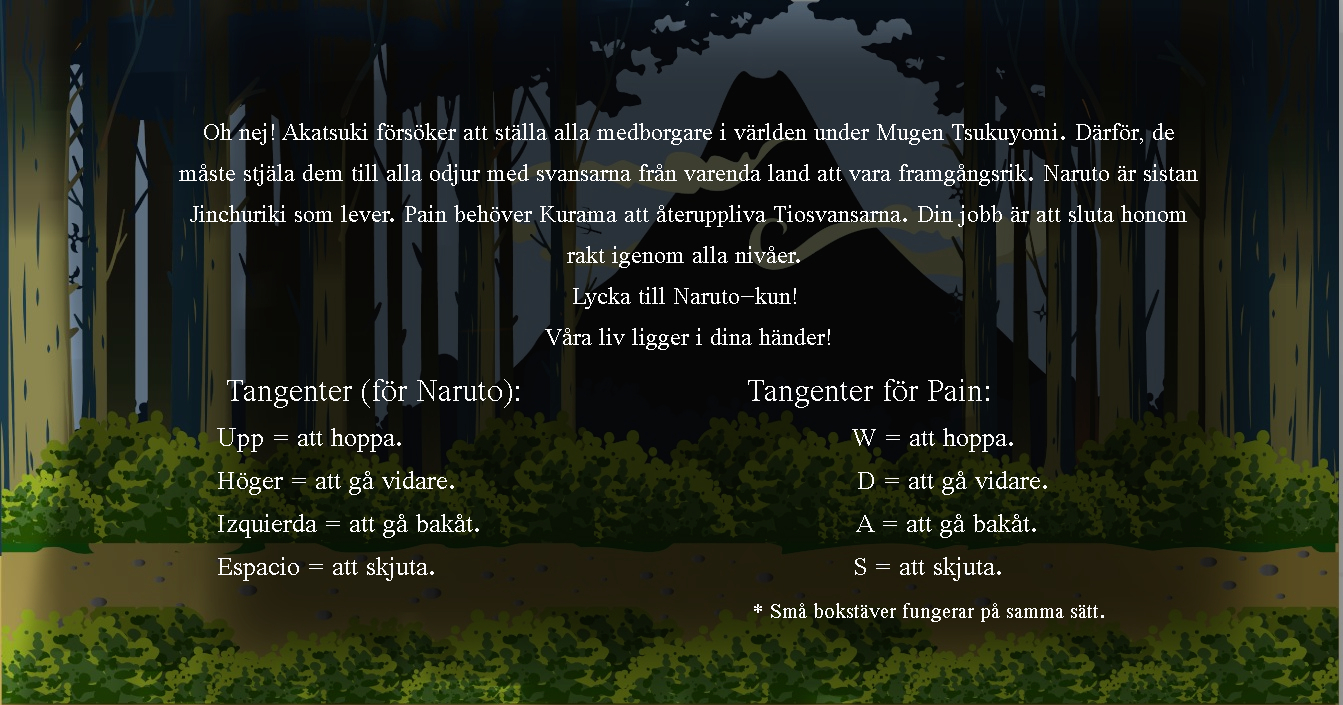 Oh nej! Akatsuki försöker att ställa alla medborgare i världen under Mugen Tsukuyomi. Därför, de
måste stjäla dem till alla odjur med svansarna från varenda land att vara framgångsrik. Naruto är sistan
Jinchuriki som lever. Pain behöver Kurama att återuppliva Tiosvansarna. Din jobb är att sluta honom
rakt igenom alla nivåer.
Lycka till Naruto-kun!
Våra liv ligger i dina händer!
Tangenter (för Naruto):
Upp = att hoppa.
Höger = att gå vidare.
Izquierda = att gå bakåt.
Espacio = att skjuta.
Tangenter för Pain:
W = att hoppa.
D = att gå vidare.
A = att gå bakåt.
S = att skjuta.
* Små bokstäver fungerar på samma sätt.